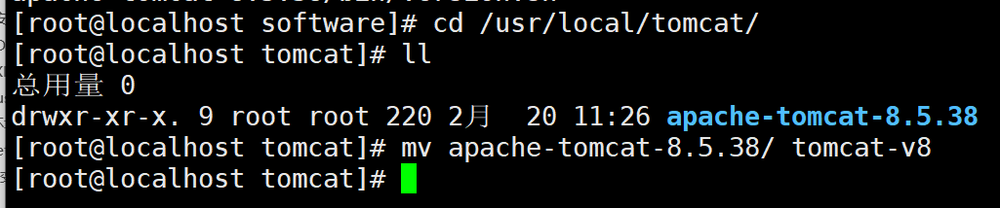 [root@localhost software]# cd /usr/local/tomcat/
[root@localhost tomcat]# ll
总用量 0
drwxr-xr-x. 9 root root 220 2月  20 11:26 apache-tomcat-8.5.38
[root@localhost tomcat]# mv apache-tomcat-8.5.38/ tomcat-v8
[root@localhost tomcat]#